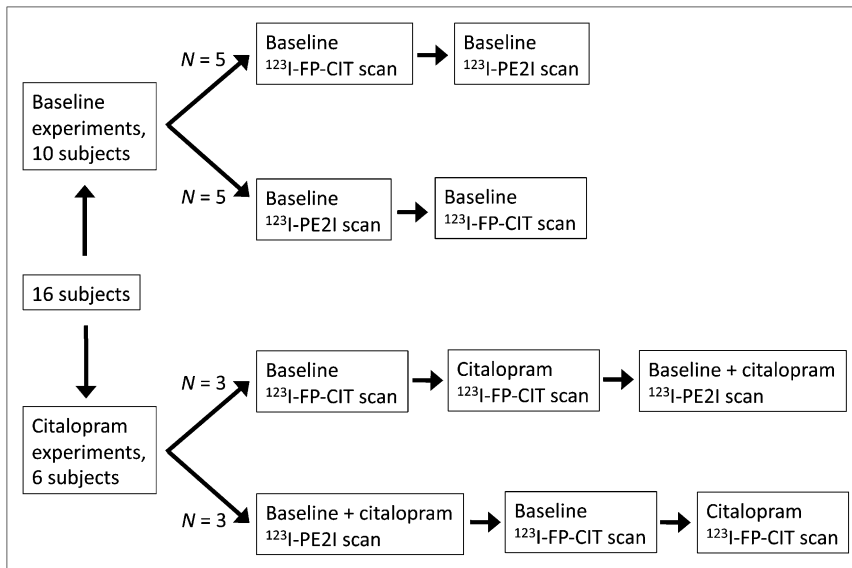 N = 5
Baseline
¹²³I-FP-CIT scan
Baseline
¹²³I-PE2I scan
Baseline
experiments,
10 subjects
N = 5
Baseline
¹²³I-PE2I scan
Baseline
¹²³I-FP-CIT scan
16 subjects
N = 3
Baseline
¹²³I-FP-CIT scan
Citalopram
¹²³I-FP-CIT scan
Baseline + citalopram
¹²³I-PE2I scan
Citalopram
experiments,
6 subjects
N = 3
Baseline + citalopram
¹²³I-PE2I scan
Baseline
¹²³I-FP-CIT scan
Citalopram
¹²³I-FP-CIT scan